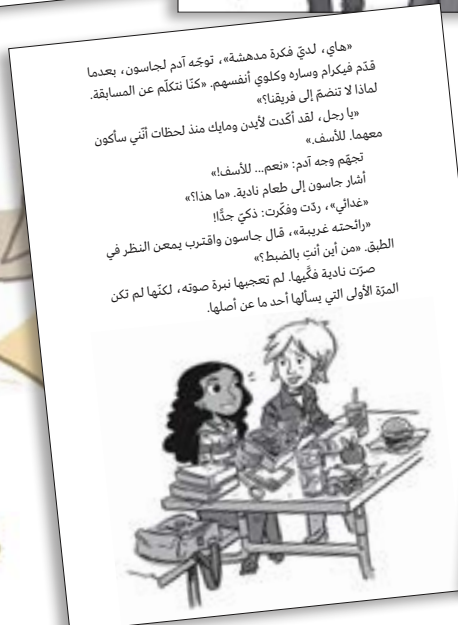 «هاي، لديّ فكرة مدهشة»، توجّه آدم لجاسون، بعدما
قدّم فيكرام وساره وكلوي أنفسهم. «كنّا نتكلّم عن المسابقة.
لماذا لا تنضمّ إلى فريقنا؟»
«يا رجل، لقد أكّدت لأيدن ومايك منذ لحظات أنّني سأكون
معهما. للأسف.»
تجهّم وجه آدم: «نعم... للأسف!»
أشار جاسون إلى طعام نادية. «ما هذا؟»
«غدائي»، ردّت وفكّرت: ذكيّ جدًّا!
«رائحته غريبة»، قال جاسون واقترب يمعن النظر في
الطبق. «من أين أنتِ بالضبط؟»
صرّت نادية فكَّيها. لم تعجبها نبرة صوته، لكنّها لم تكن
المرّة الأولى التي يسألها أحد ما عن أصلها.